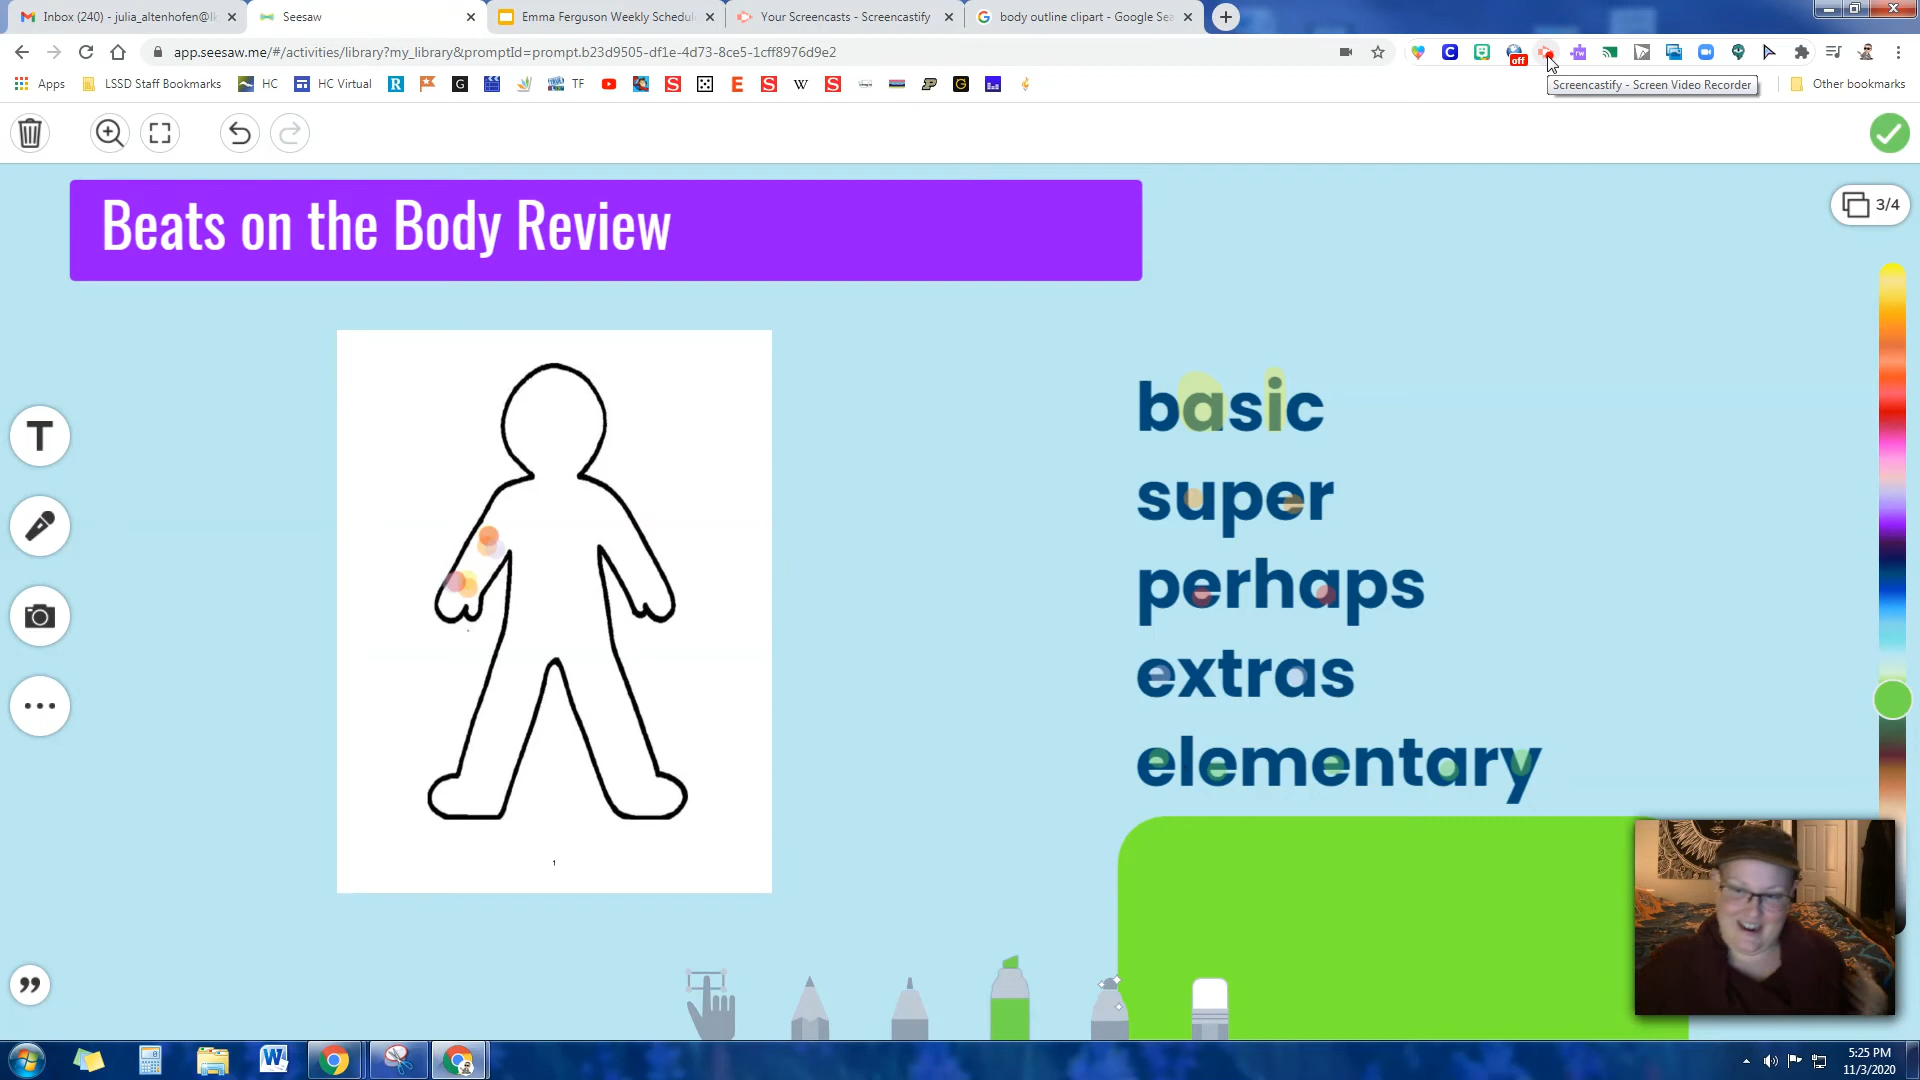 Inbox (240) - julia_altenhofen@l
Seesaw
Emma Ferguson Weekly Schedul
Your Screencasts - Screencastify
body outline clipart - Google Sea
app.seesaw.me/#/activities/library?my_library&promptId=prompt.b23d9505-df1e-4d73-8ce5-1cff8976d9e2
off
Apps
LSSD Staff Bookmarks
HC
HC Virtual
TF
Screencastify - Screen Video Recorder
Other bookmarks
Beats on the Body Review
3/4
T
basic
super
perhaps
extras
elementary
1
5:25 PM
11/3/2020